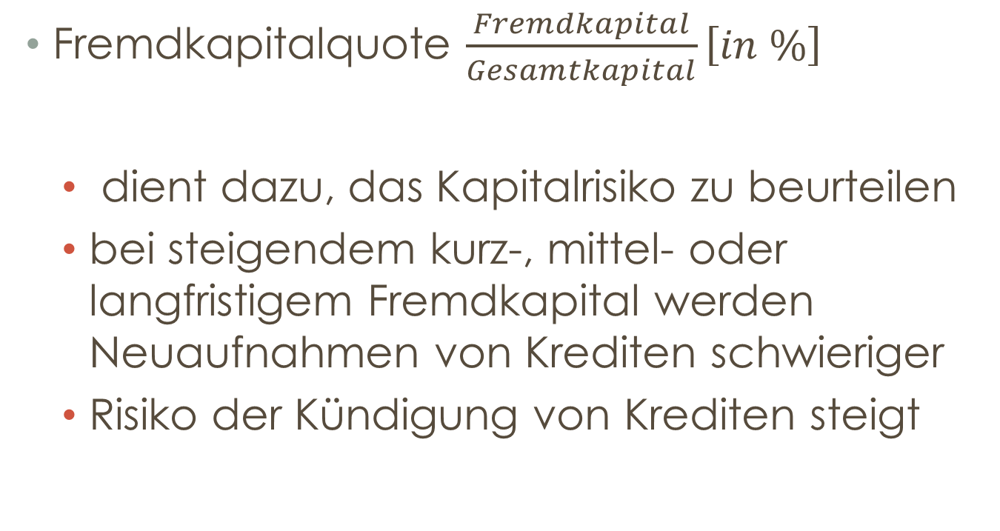 • Fremdkapitalquote Fremdkapital/Gesamtkapital [in %]
• dient dazu, das Kapitalrisiko zu beurteilen
• bei steigendem kurz-, mittel- oder
langfristigem Fremdkapital werden
Neuaufnahmen von Krediten schwieriger
• Risiko der Kündigung von Krediten steigt